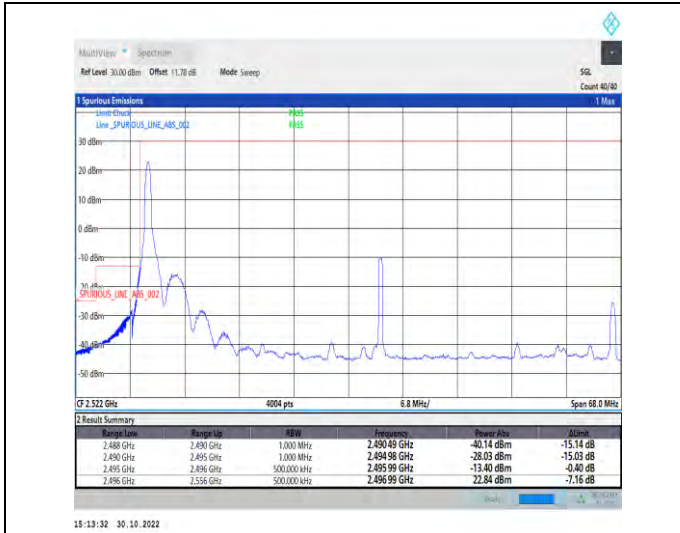 MultiView Spectrum
Ref Level 30.00 dBm Offset 11.78 dB Mode Sweep SGL
Count 40/40
1 Spurious Emissions 1 Max
Limit Check PASS
Line _SPURIOUS_LINE_ABS_002 PASS
30 dBm
20 dBm
10 dBm
0 dBm
-10 dBm
-20 dBm
_SPURIOUS_LINE_ABS_002
-30 dBm
-40 dBm
-50 dBm
CF 2.522 GHz 4004 pts 6.8 MHz/ Span 68.0 MHz
2 Result Summary
Range Low Range Up RBW Frequency Power Abs ΔLimit
2.488 GHz 2.490 GHz 1.000 MHz 2.490 49 GHz -40.14 dBm -15.14 dB
2.490 GHz 2.495 GHz 1.000 MHz 2.494 98 GHz -28.03 dBm -15.03 dB
2.495 GHz 2.496 GHz 500.000 kHz 2.495 99 GHz -13.40 dBm -0.40 dB
2.496 GHz 2.556 GHz 500.000 kHz 2.496 99 GHz 22.84 dBm -7.16 dB
15:13:32 30.10.2022